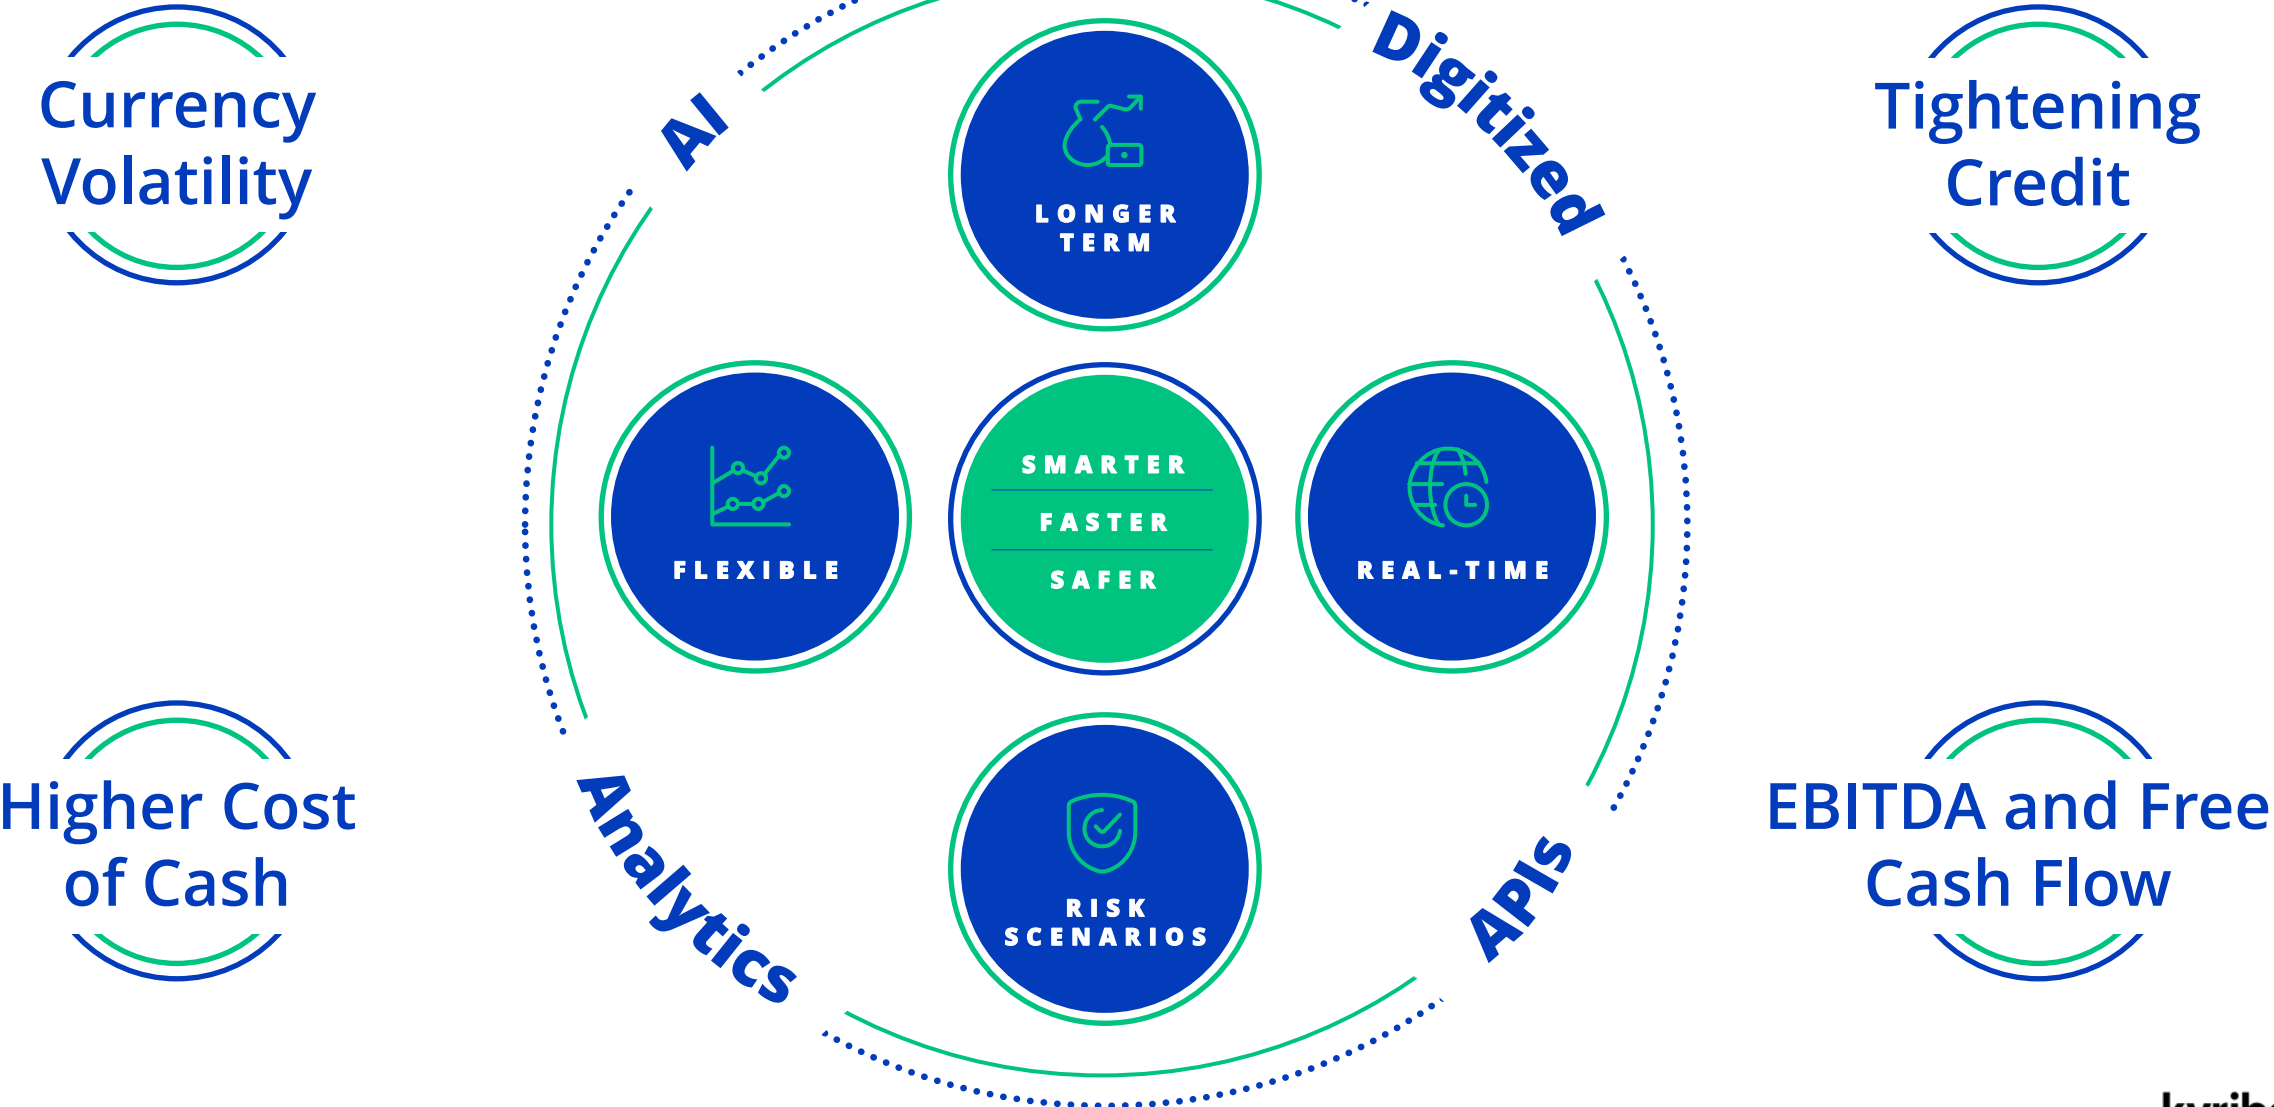 Currency
Volatility
AI
Digitized
Tightening
Credit
LONGER
TERM
FLEXIBLE
SMARTER
FASTER
SAFER
REAL-TIME
Higher Cost
of Cash
Analytics
RISK
SCENARIOS
APIs
EBITDA and Free
Cash Flow